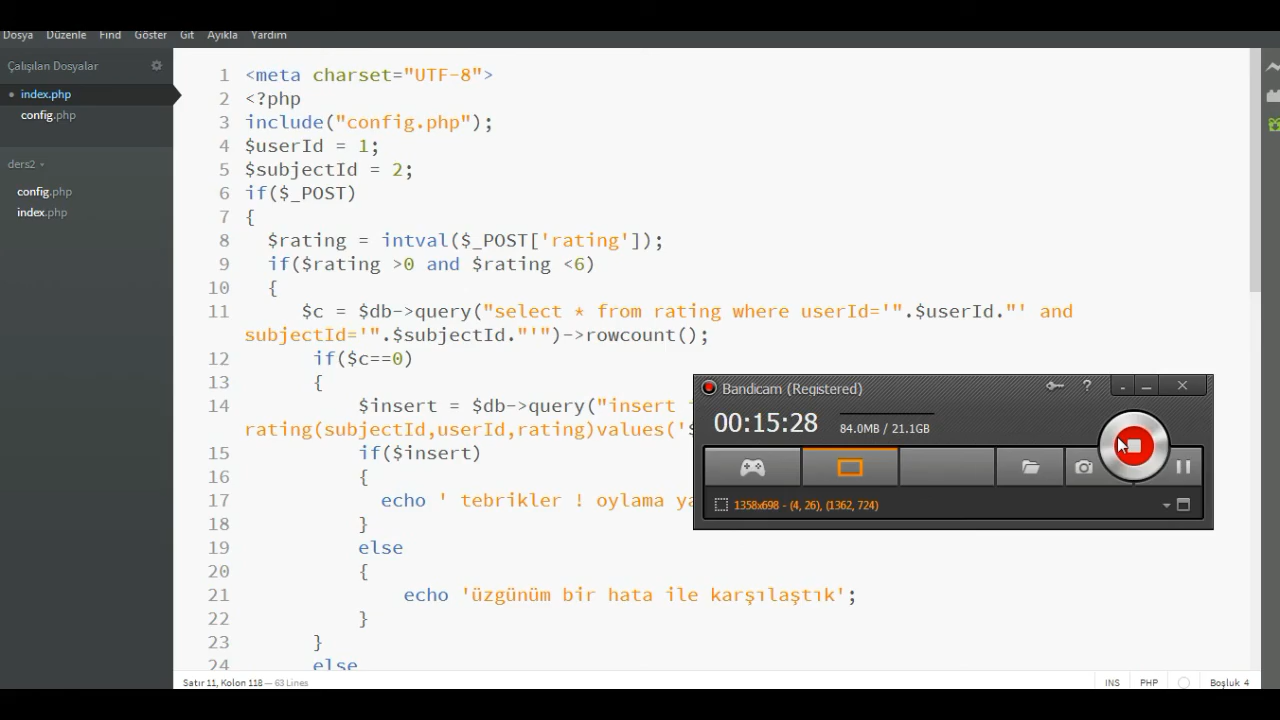 Dosya Düzenle Find Göster Git Ayıkla Yardım
Çalışılan Dosyalar
index.php
config.php
ders2
config.php
index.php
1 <meta charset="UTF-8">
2 <?php
3 include("config.php");
4 $userId = 1;
5 $subjectId = 2;
6 if($_POST)
7 {
8 $rating = intval($_POST['rating']);
9 if($rating >0 and $rating <6)
10 {
11 $c = $db->query("select * from rating where userId='".$userId."' and
subjectId='".$subjectId."'")->rowcount();
12 if($c==0)
13 {
14 $insert = $db->query("insert
rating(subjectId,userId,rating)values('
15 if($insert)
16 {
17 echo ' tebrikler ! oylama
18 }
19 else
20 {
21 echo 'üzgünüm bir hata ile karşılaştık';
22 }
23 }
24 else
Bandicam (Registered)
?
00:15:28
84.0MB / 21.1GB
1358x698 - (4, 26), (1362, 724)
Satır 11, Kolon 118 — 63 Lines
INS PHP Boşluk 4